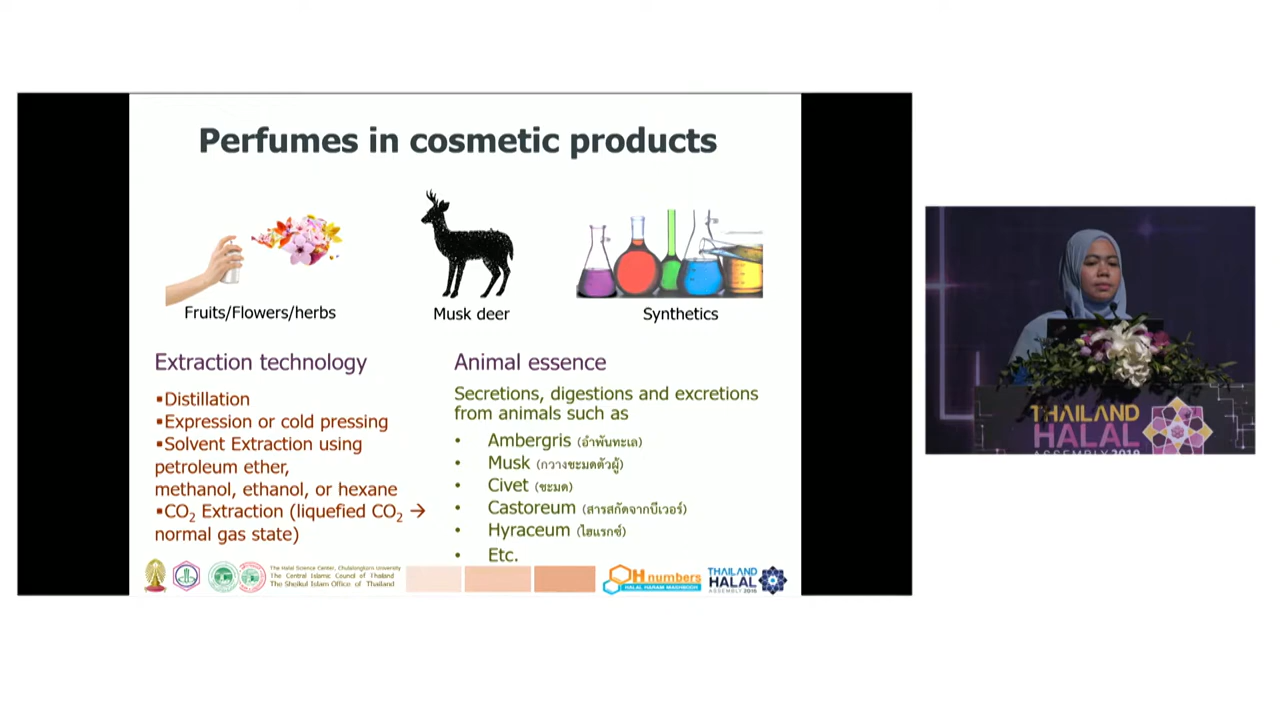 Perfumes in cosmetic products
Fruits/Flowers/herbs
Musk deer
Synthetics
Extraction technology
▪Distillation
▪Expression or cold pressing
▪Solvent Extraction using
petroleum ether,
methanol, ethanol, or hexane
▪CO₂ Extraction (liquefied CO₂ →
normal gas state)
Animal essence
Secretions, digestions and excretions
from animals such as
• Ambergris (อำพันทะเล)
• Musk (กวางชะมดตัวผู้)
• Civet (ชะมด)
• Castoreum (สารสกัดจากบีเวอร์)
• Hyraceum (ไฮแรกซ์)
• Etc.
The Halal Science Center, Chulalongkorn University
The Central Islamic Council of Thailand
The Sheikul Islam Office of Thailand
H numbers
HALAL HARAM MASHBOOH
THAILAND
HALAL
ASSEMBLY 2019
THAILAND
HALAL
ASSEMBLY 2019